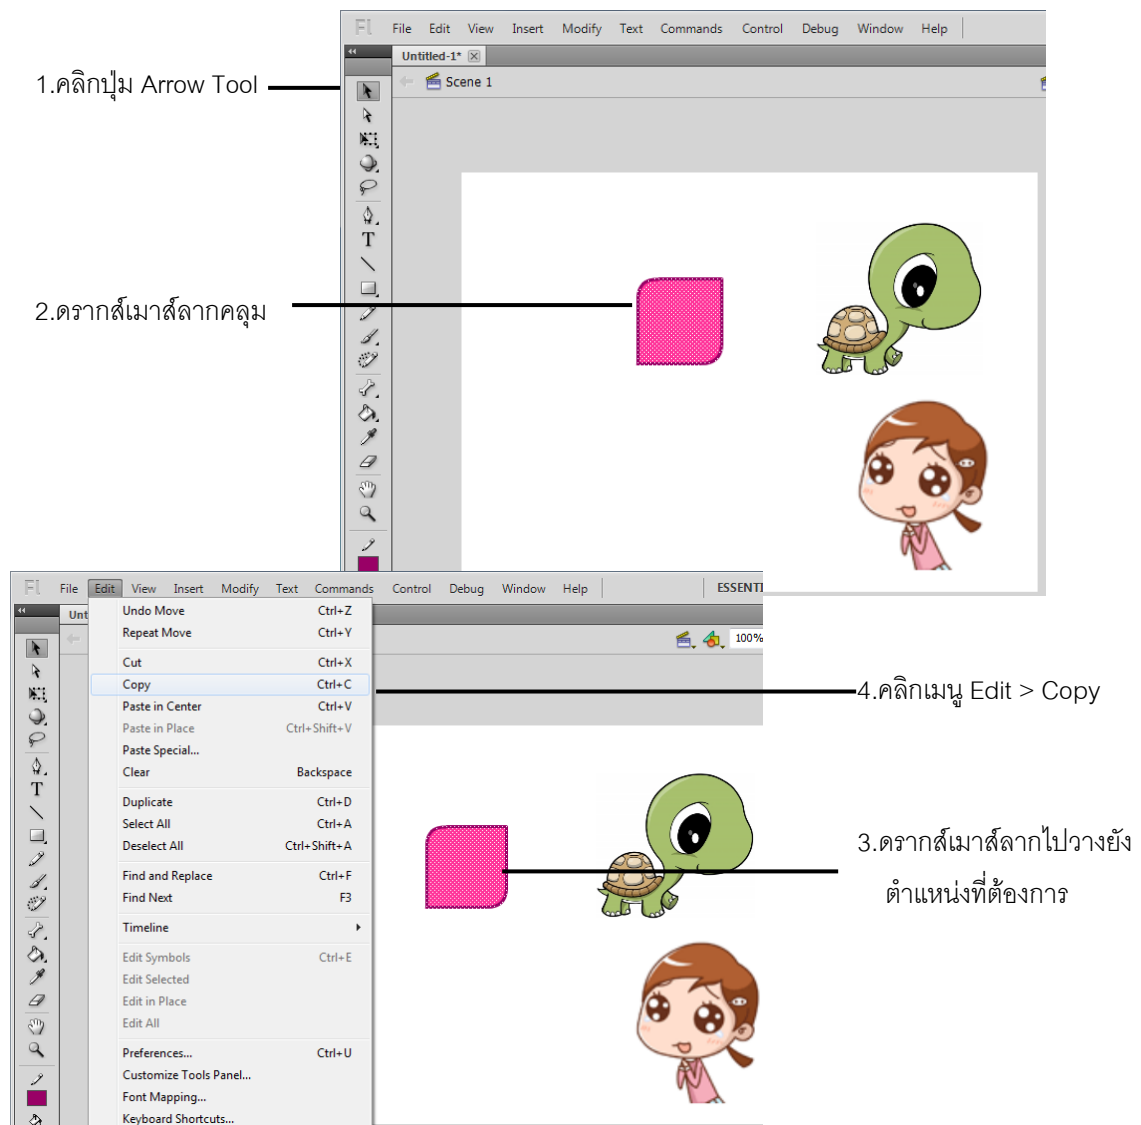 Fl File Edit View Insert Modify Text Commands Control Debug Window Help
Untitled-1*
Scene 1
1.คลิกปุ่ม Arrow Tool
T
2.ดรากส์เมาส์ลากคลุม
Fl File Edit View Insert Modify Text Commands Control Debug Window Help ESSENTI
Unt
100%
Undo Move Ctrl+Z
Repeat Move Ctrl+Y
Cut Ctrl+X
Copy Ctrl+C
Paste in Center Ctrl+V
Paste in Place Ctrl+Shift+V
Paste Special...
Clear Backspace
Duplicate Ctrl+D
Select All Ctrl+A
Deselect All Ctrl+Shift+A
Find and Replace Ctrl+F
Find Next F3
Timeline
Edit Symbols Ctrl+E
Edit Selected
Edit in Place
Edit All
Preferences... Ctrl+U
Customize Tools Panel...
Font Mapping...
Keyboard Shortcuts...
T
4.คลิกเมนู Edit > Copy
3.ดรากส์เมาส์ลากไปวางยัง
ตำแหน่งที่ต้องการ